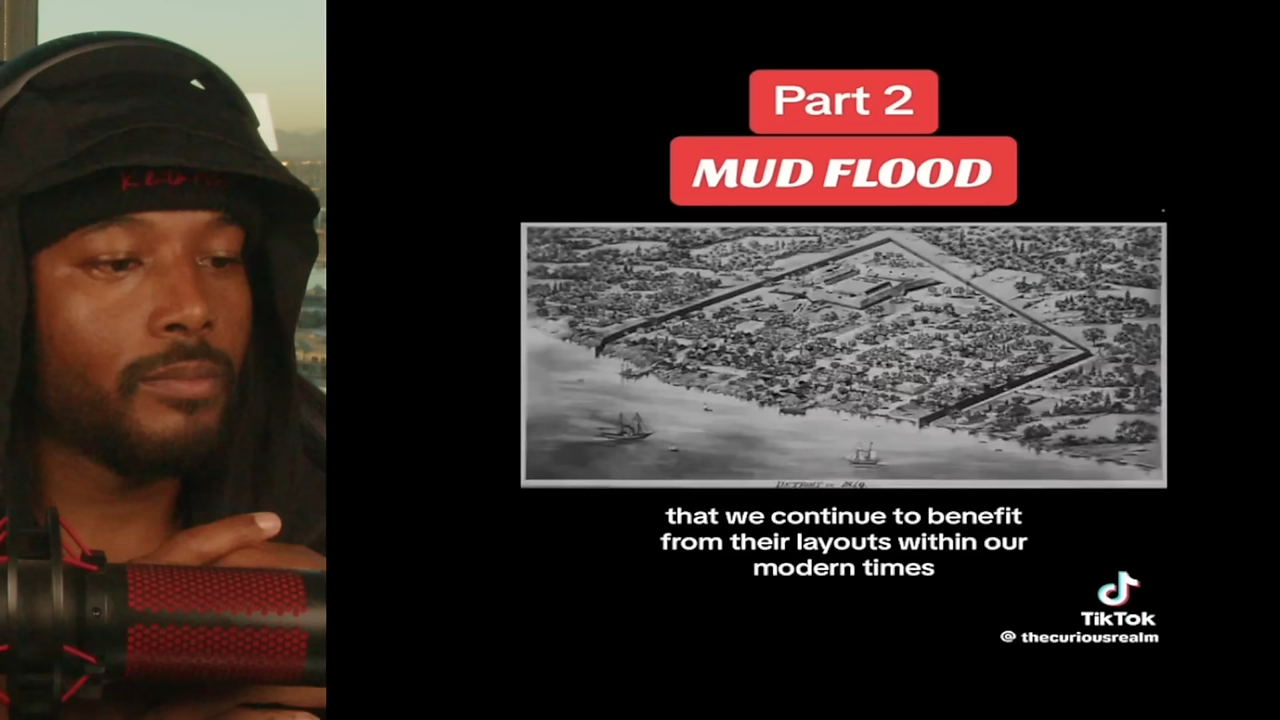 Part 2
MUD FLOOD
that we continue to benefit
from their layouts within our
modern times
TikTok
@ thecuriousrealm